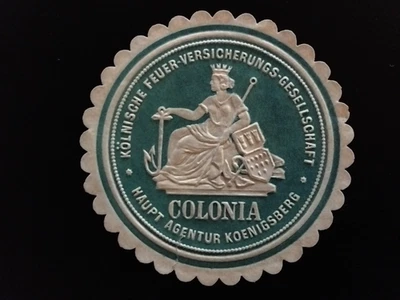 KÖLNISCHE FEUER-VERSICHERUNGS-GESELLSCHAFT
COLONIA
HAUPT AGENTUR KOENIGSBERG